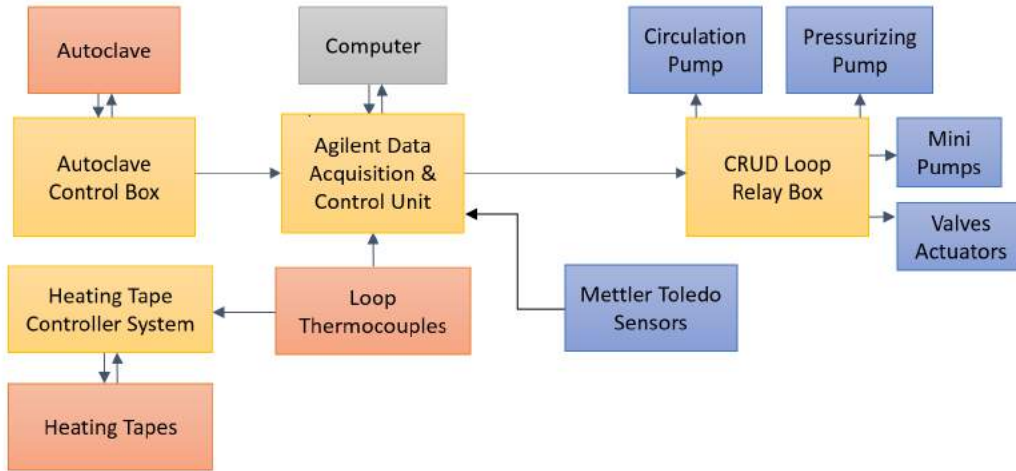 Autoclave
Computer
Circulation
Pump
Pressurizing
Pump
Autoclave
Control Box
Agilent Data
Acquisition &
Control Unit
CRUD Loop
Relay Box
Mini
Pumps
Valves
Actuators
Heating Tape
Controller System
Loop
Thermocouples
Mettler Toledo
Sensors
Heating Tapes